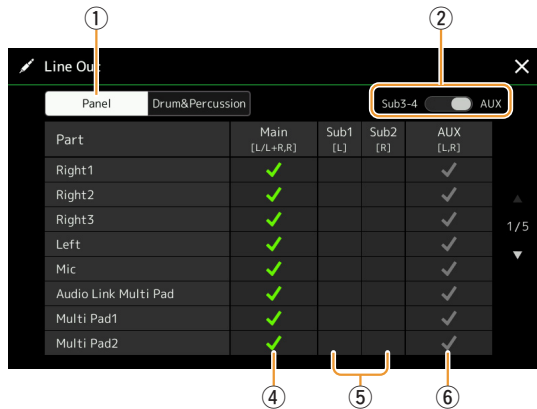 1 2
Line Out
Panel Drum&Percussion Sub3-4 AUX
Part Main Sub1 Sub2 AUX
[L/L+R,R] [L] [R] [L,R]
Right1
Right2
Right3
1/5
Left
Mic
Audio Link Multi Pad
Multi Pad1
Multi Pad2
4 5 6